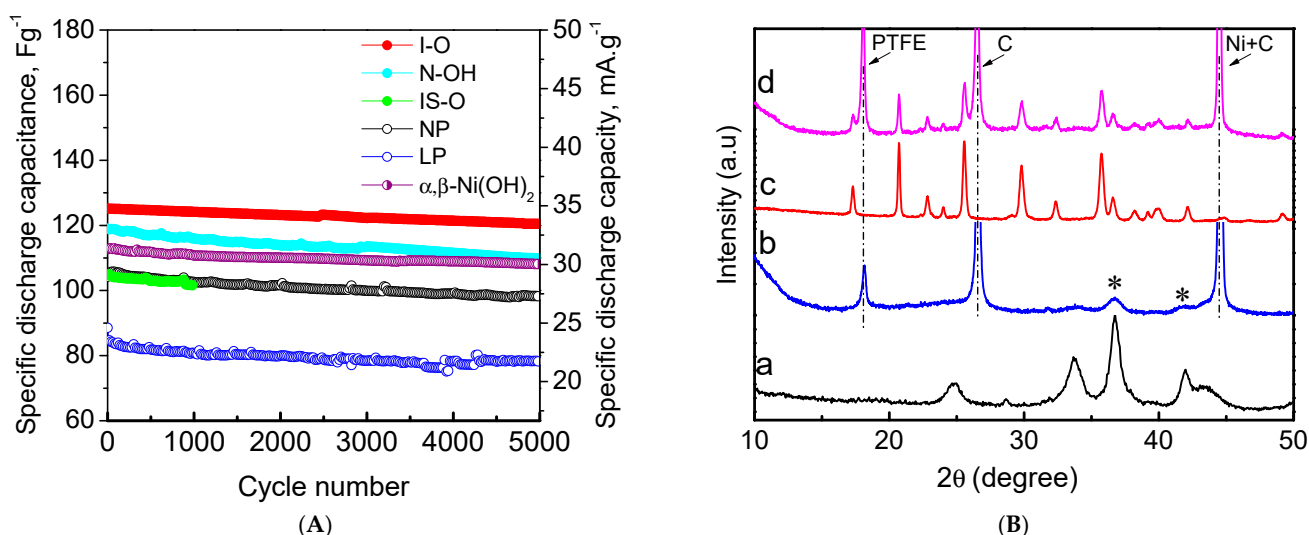 Specific discharge capacitance, Fg⁻¹
180
160
140
120
100
80
60
I-O
N-OH
IS-O
NP
LP
α,β-Ni(OH)₂
50
45
40
35
30
25
20
Specific discharge capacity, mA.g⁻¹
0
1000
2000
3000
4000
5000
Cycle number
(A)
Intensity (a.u)
PTFE
C
Ni+C
d
c
b
*
*
a
10
20
30
40
50
2θ (degree)
(B)